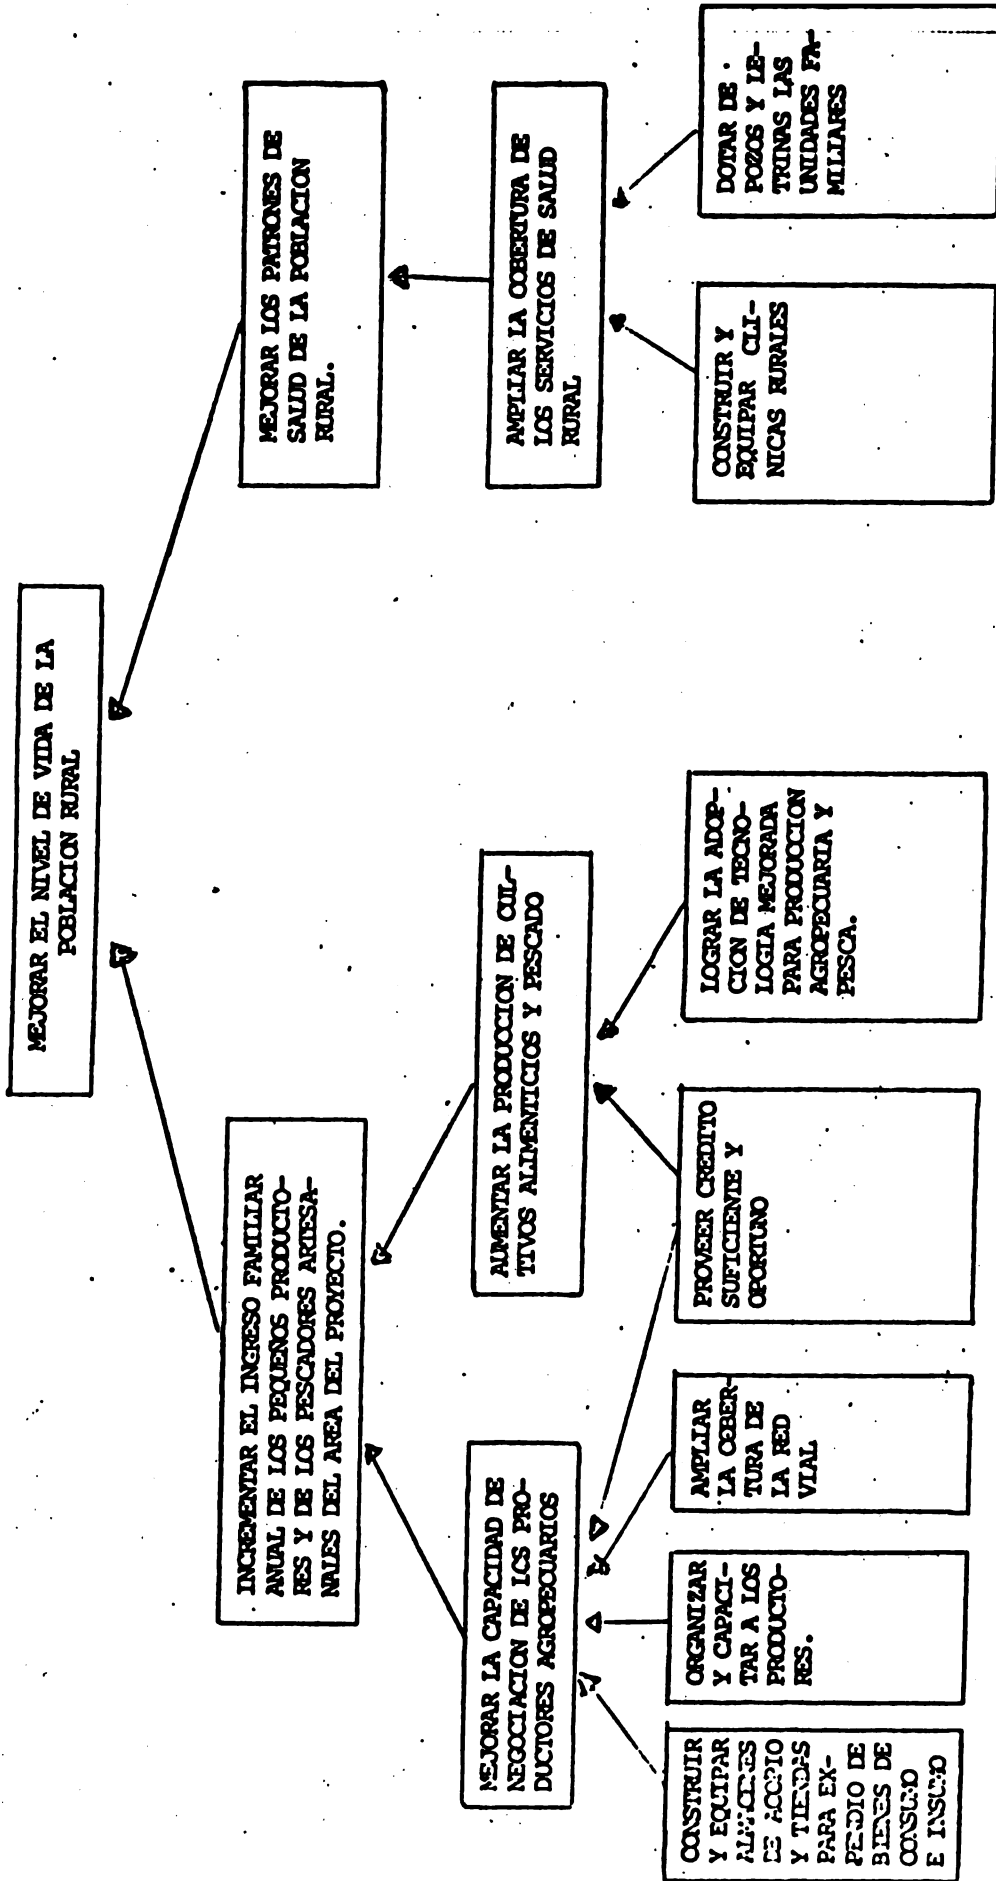 MEJORAR EL NIVEL DE VIDA DE LA
POBLACION RURAL
INCREMENTAR EL INGRESO FAMILIAR
ANUAL DE LOS PEQUEÑOS PRODUCTO-
RES Y DE LOS PESCADORES ARTESA-
NALES DEL AREA DEL PROYECTO.
MEJORAR LOS PATRONES DE
SALUD DE LA POBLACION
RURAL.
MEJORAR LA CAPACIDAD DE
NEGOCIACION DE LOS PRO-
DUCTORES AGROPECUARIOS
AUMENTAR LA PRODUCCION DE CUL-
TIVOS ALIMENTICIOS Y PESCADO
AMPLIAR LA COBERTURA DE
LOS SERVICIOS DE SALUD
RURAL
CONSTRUIR
Y EQUIPAR
ALMACENES
DE ACOPIO
Y TIENDAS
PARA EX-
PENDIO DE
BIENES DE
CONSUMO
E INSUMO
ORGANIZAR
Y CAPACI-
TAR A LOS
PRODUCTO-
RES.
AMPLIAR
LA COBER-
TURA DE
LA RED
VIAL
PROVEER CREDITO
SUFICIENTE Y
OPORTUNO
LOGRAR LA ADOP-
CION DE TECNO-
LOGIA MEJORADA
PARA PRODUCCION
AGROPECUARIA Y
PESCA.
CONSTRUIR Y
EQUIPAR CLI-
NICAS RURALES
DOTAR DE
POZOS Y LE-
TRINAS LAS
UNIDADES FA-
MILIARES